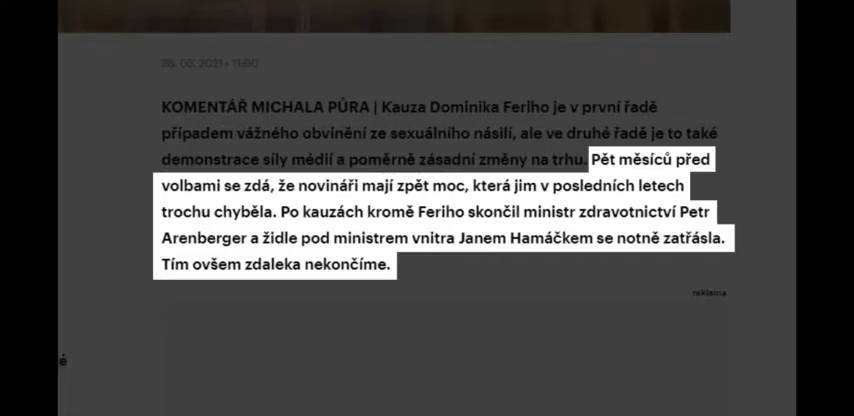 26. 05. 2021 • 11:00
KOMENTÁŘ MICHALA PŮRA | Kauza Dominika Feriho je v první řadě
případem vážného obvinění ze sexuálního násilí, ale ve druhé řadě je to také
demonstrace síly médií a poměrně zásadní změny na trhu. Pět měsíců před
volbami se zdá, že novináři mají zpět moc, která jim v posledních letech
trochu chyběla. Po kauzách kromě Feriho skončil ministr zdravotnictví Petr
Arenberger a židle pod ministrem vnitra Janem Hamáčkem se notně zatřásla.
Tím ovšem zdaleka nekončíme.
reklama
é